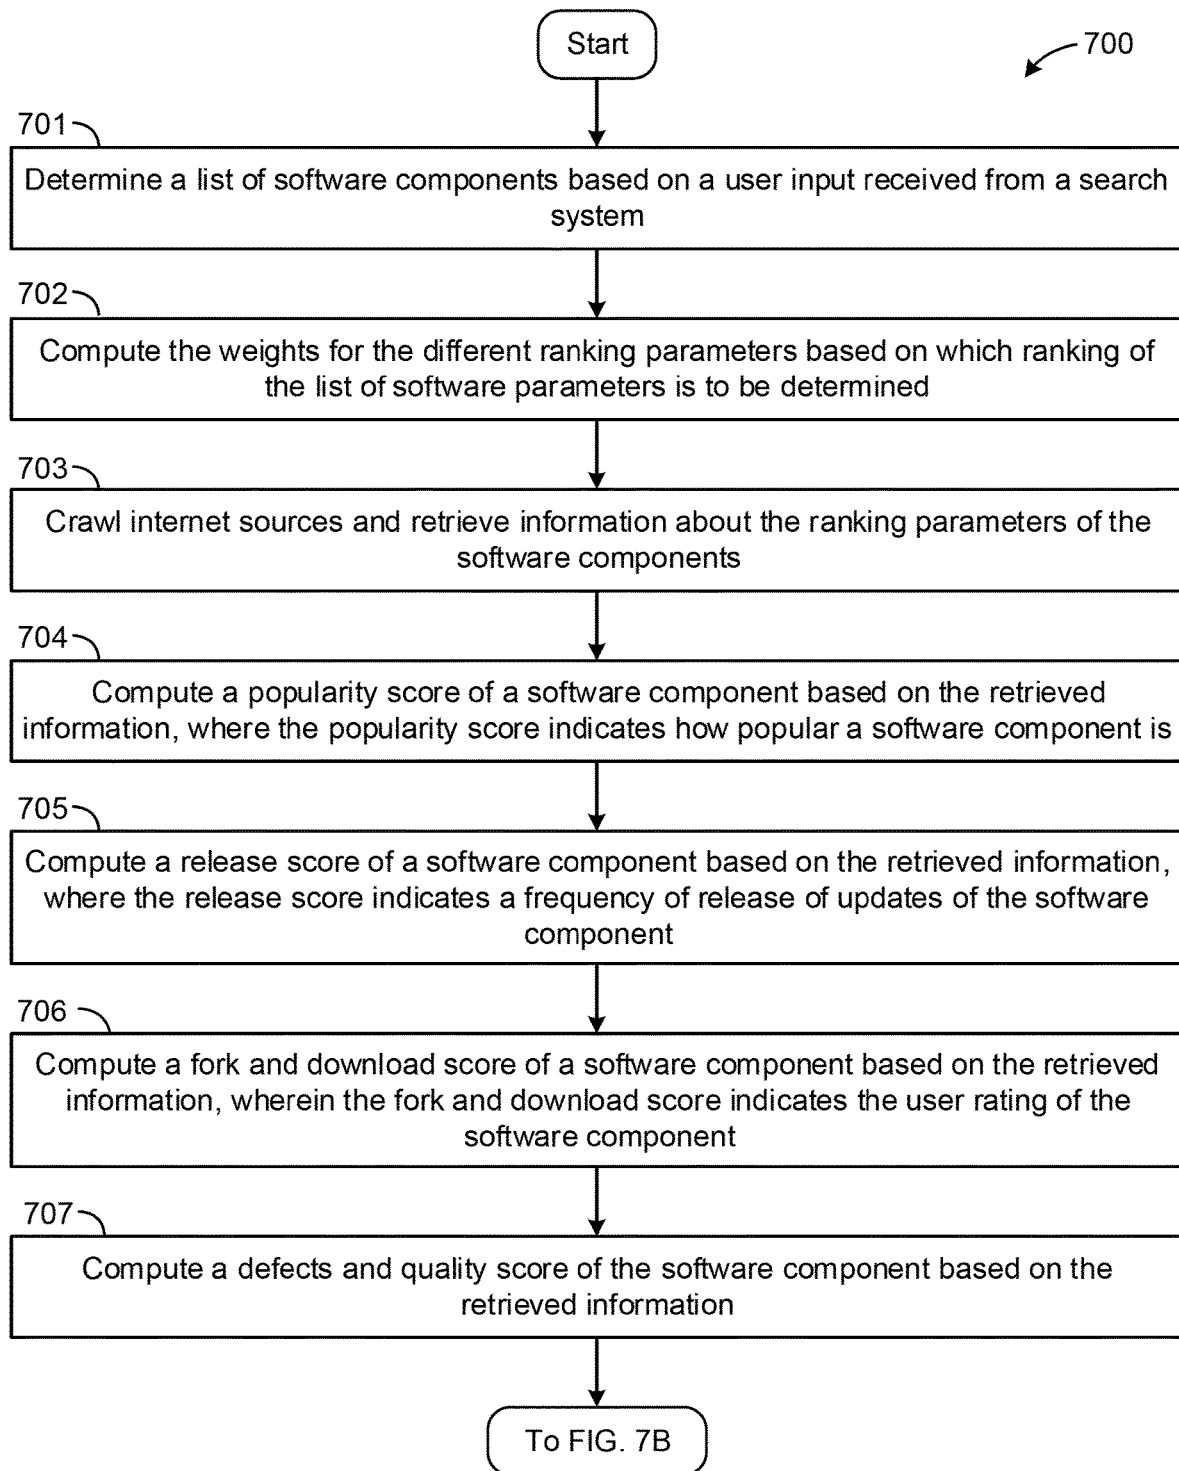 Start
700
701
Determine a list of software components based on a user input received from a search
system
702
Compute the weights for the different ranking parameters based on which ranking of
the list of software parameters is to be determined
703
Crawl internet sources and retrieve information about the ranking parameters of the
software components
704
Compute a popularity score of a software component based on the retrieved
information, where the popularity score indicates how popular a software component is
705
Compute a release score of a software component based on the retrieved information,
where the release score indicates a frequency of release of updates of the software
component
706
Compute a fork and download score of a software component based on the retrieved
information, wherein the fork and download score indicates the user rating of the
software component
707
Compute a defects and quality score of the software component based on the
retrieved information
To FIG. 7B